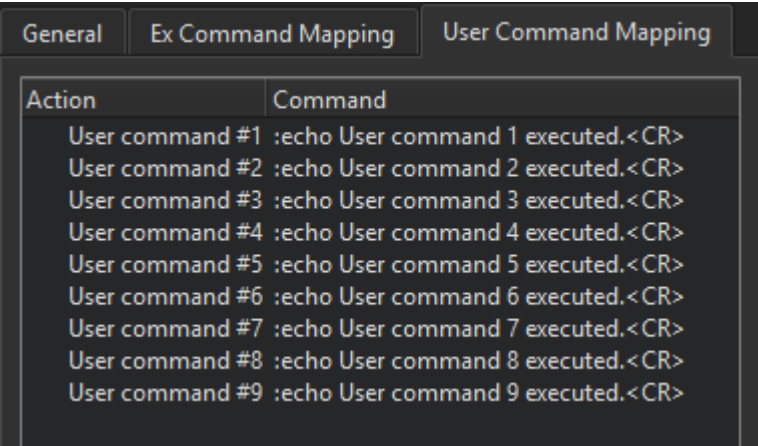 General Ex Command Mapping User Command Mapping
Action Command
User command #1 :echo User command 1 executed.<CR>
User command #2 :echo User command 2 executed.<CR>
User command #3 :echo User command 3 executed.<CR>
User command #4 :echo User command 4 executed.<CR>
User command #5 :echo User command 5 executed.<CR>
User command #6 :echo User command 6 executed.<CR>
User command #7 :echo User command 7 executed.<CR>
User command #8 :echo User command 8 executed.<CR>
User command #9 :echo User command 9 executed.<CR>